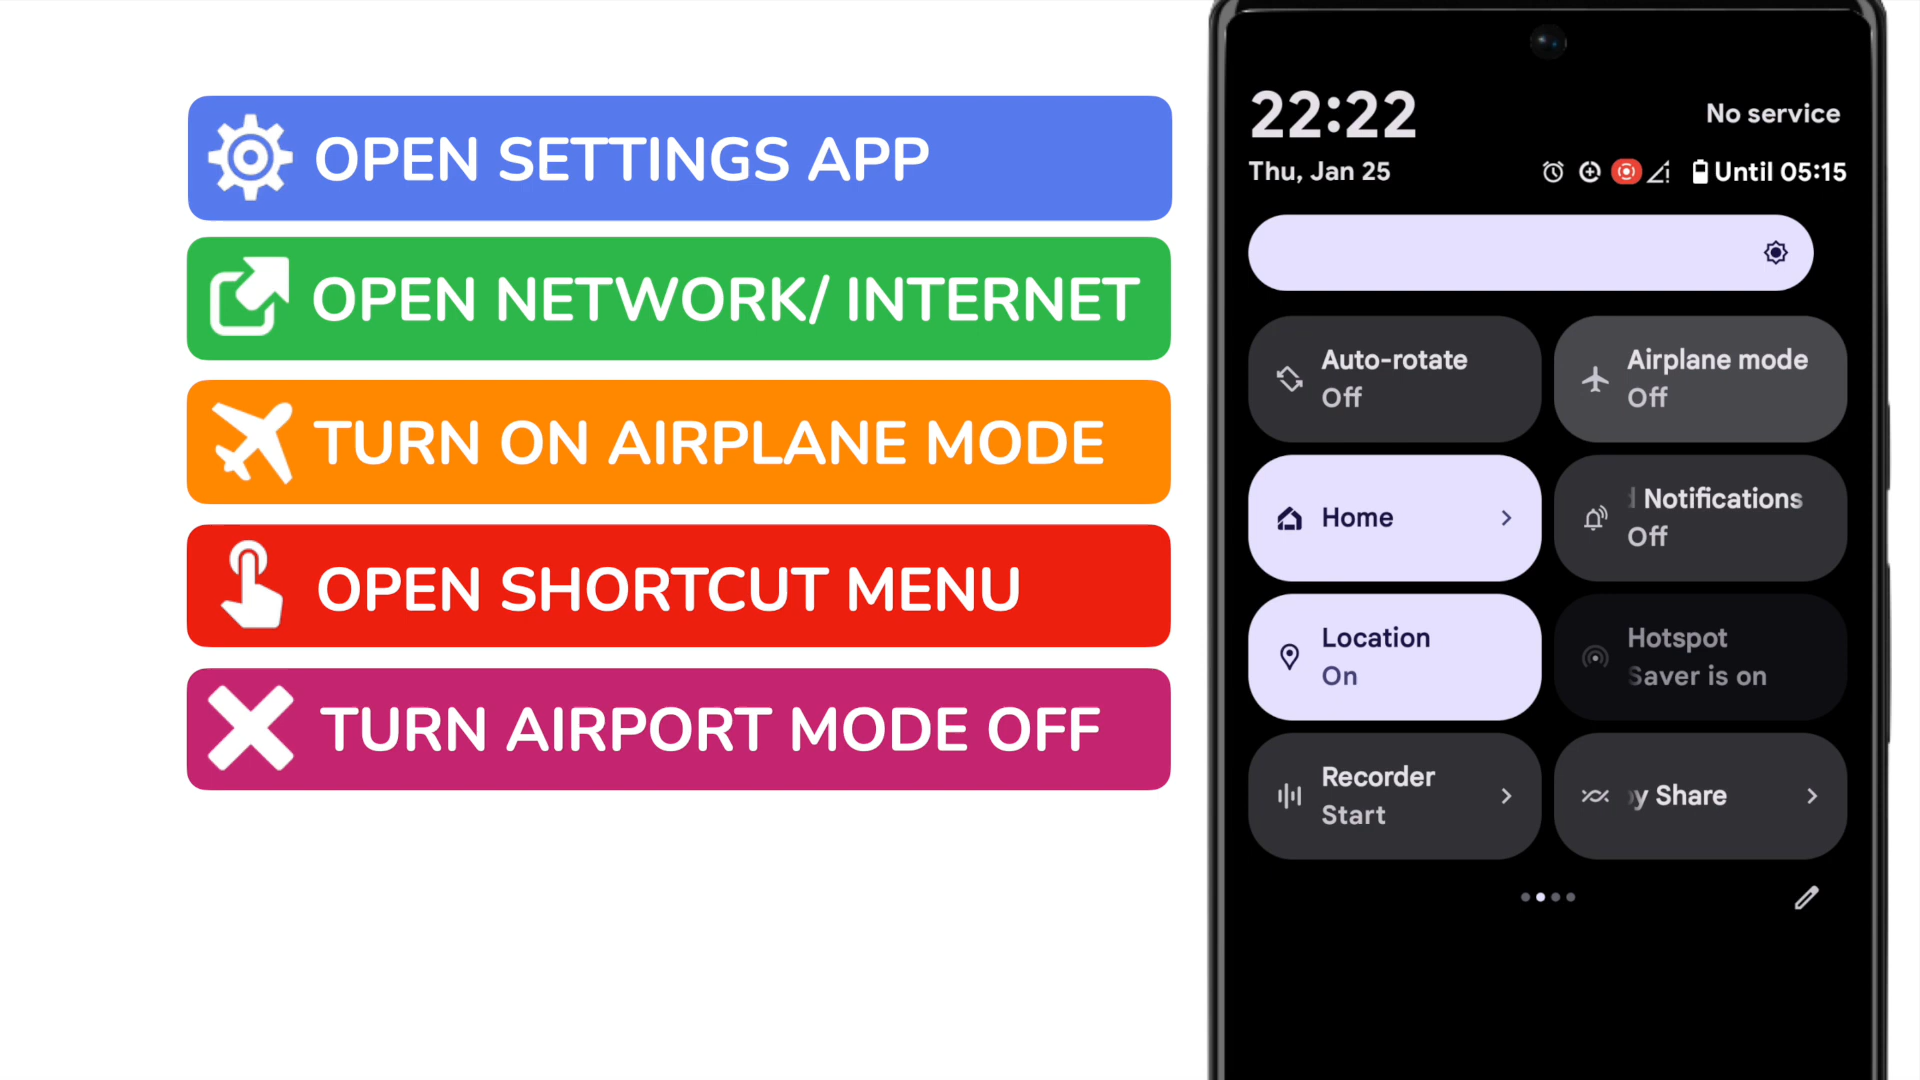 OPEN SETTINGS APP
OPEN NETWORK/ INTERNET
TURN ON AIRPLANE MODE
OPEN SHORTCUT MENU
TURN AIRPORT MODE OFF
22:22
No service
Thu, Jan 25
Until 05:15
Auto-rotate
Off
Airplane mode
Off
Home
Notifications
Off
Location
On
Hotspot
Saver is on
Recorder
Start
y Share